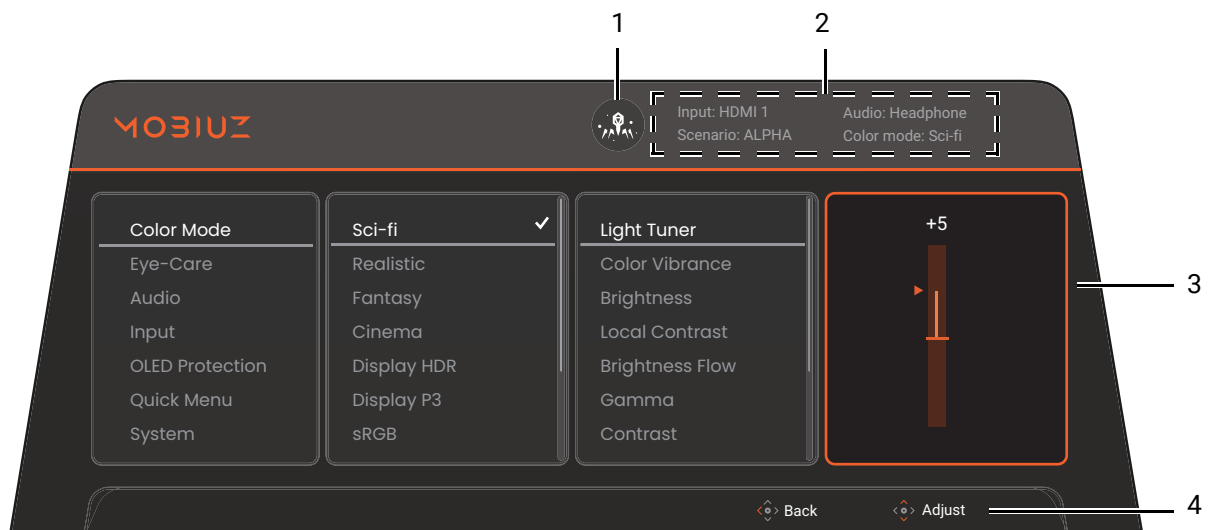 1
2
MOBIUZ
Input: HDMI 1
Audio: Headphone
Scenario: ALPHA
Color mode: Sci-fi
Color Mode
Eye-Care
Audio
Input
OLED Protection
Quick Menu
System
Sci-fi
Realistic
Fantasy
Cinema
Display HDR
Display P3
sRGB
Light Tuner
Color Vibrance
Brightness
Local Contrast
Brightness Flow
Gamma
Contrast
+5
3
Back
Adjust
4